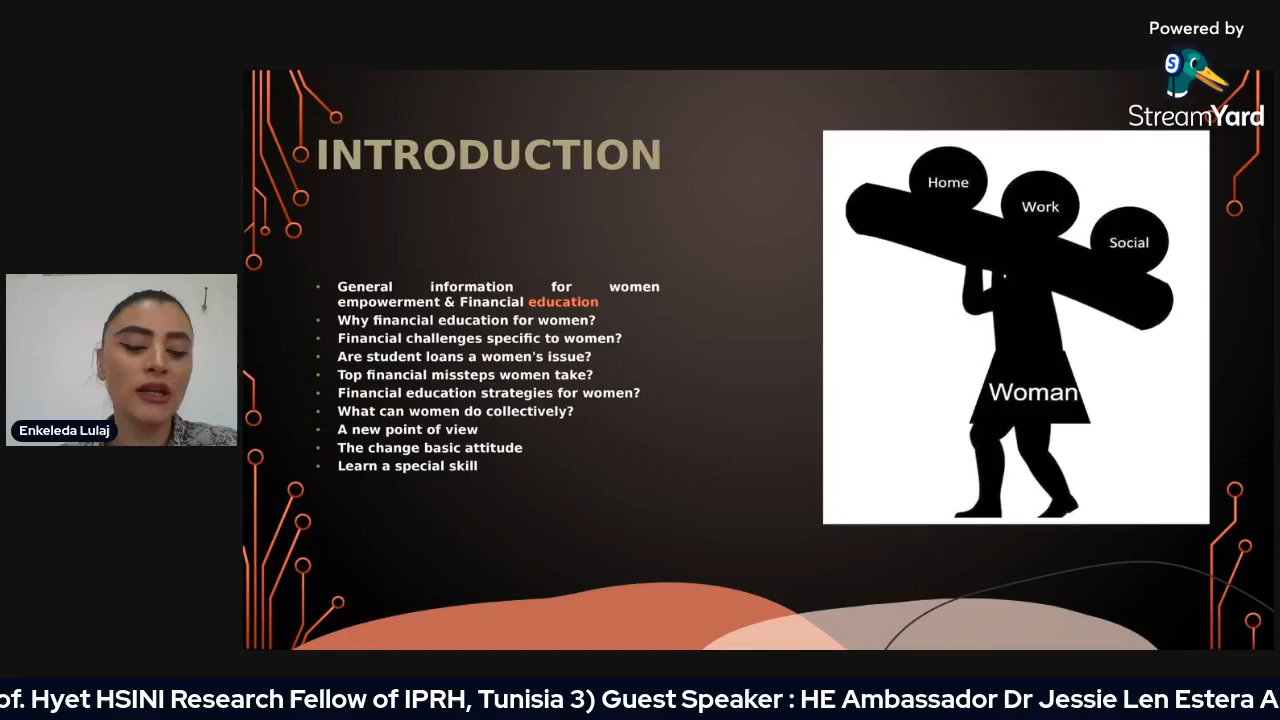 Powered by
StreamYard
INTRODUCTION
General information for women
empowerment & Financial education
Why financial education for women?
Financial challenges specific to women?
Are student loans a women's issue?
Top financial missteps women take?
Financial education strategies for women?
What can women do collectively?
A new point of view
The change basic attitude
Learn a special skill
Home
Work
Social
Woman
Enkeleda Lulaj
of. Hyet HSINI Research Fellow of IPRH, Tunisia 3) Guest Speaker : HE Ambassador Dr Jessie Len Estera A